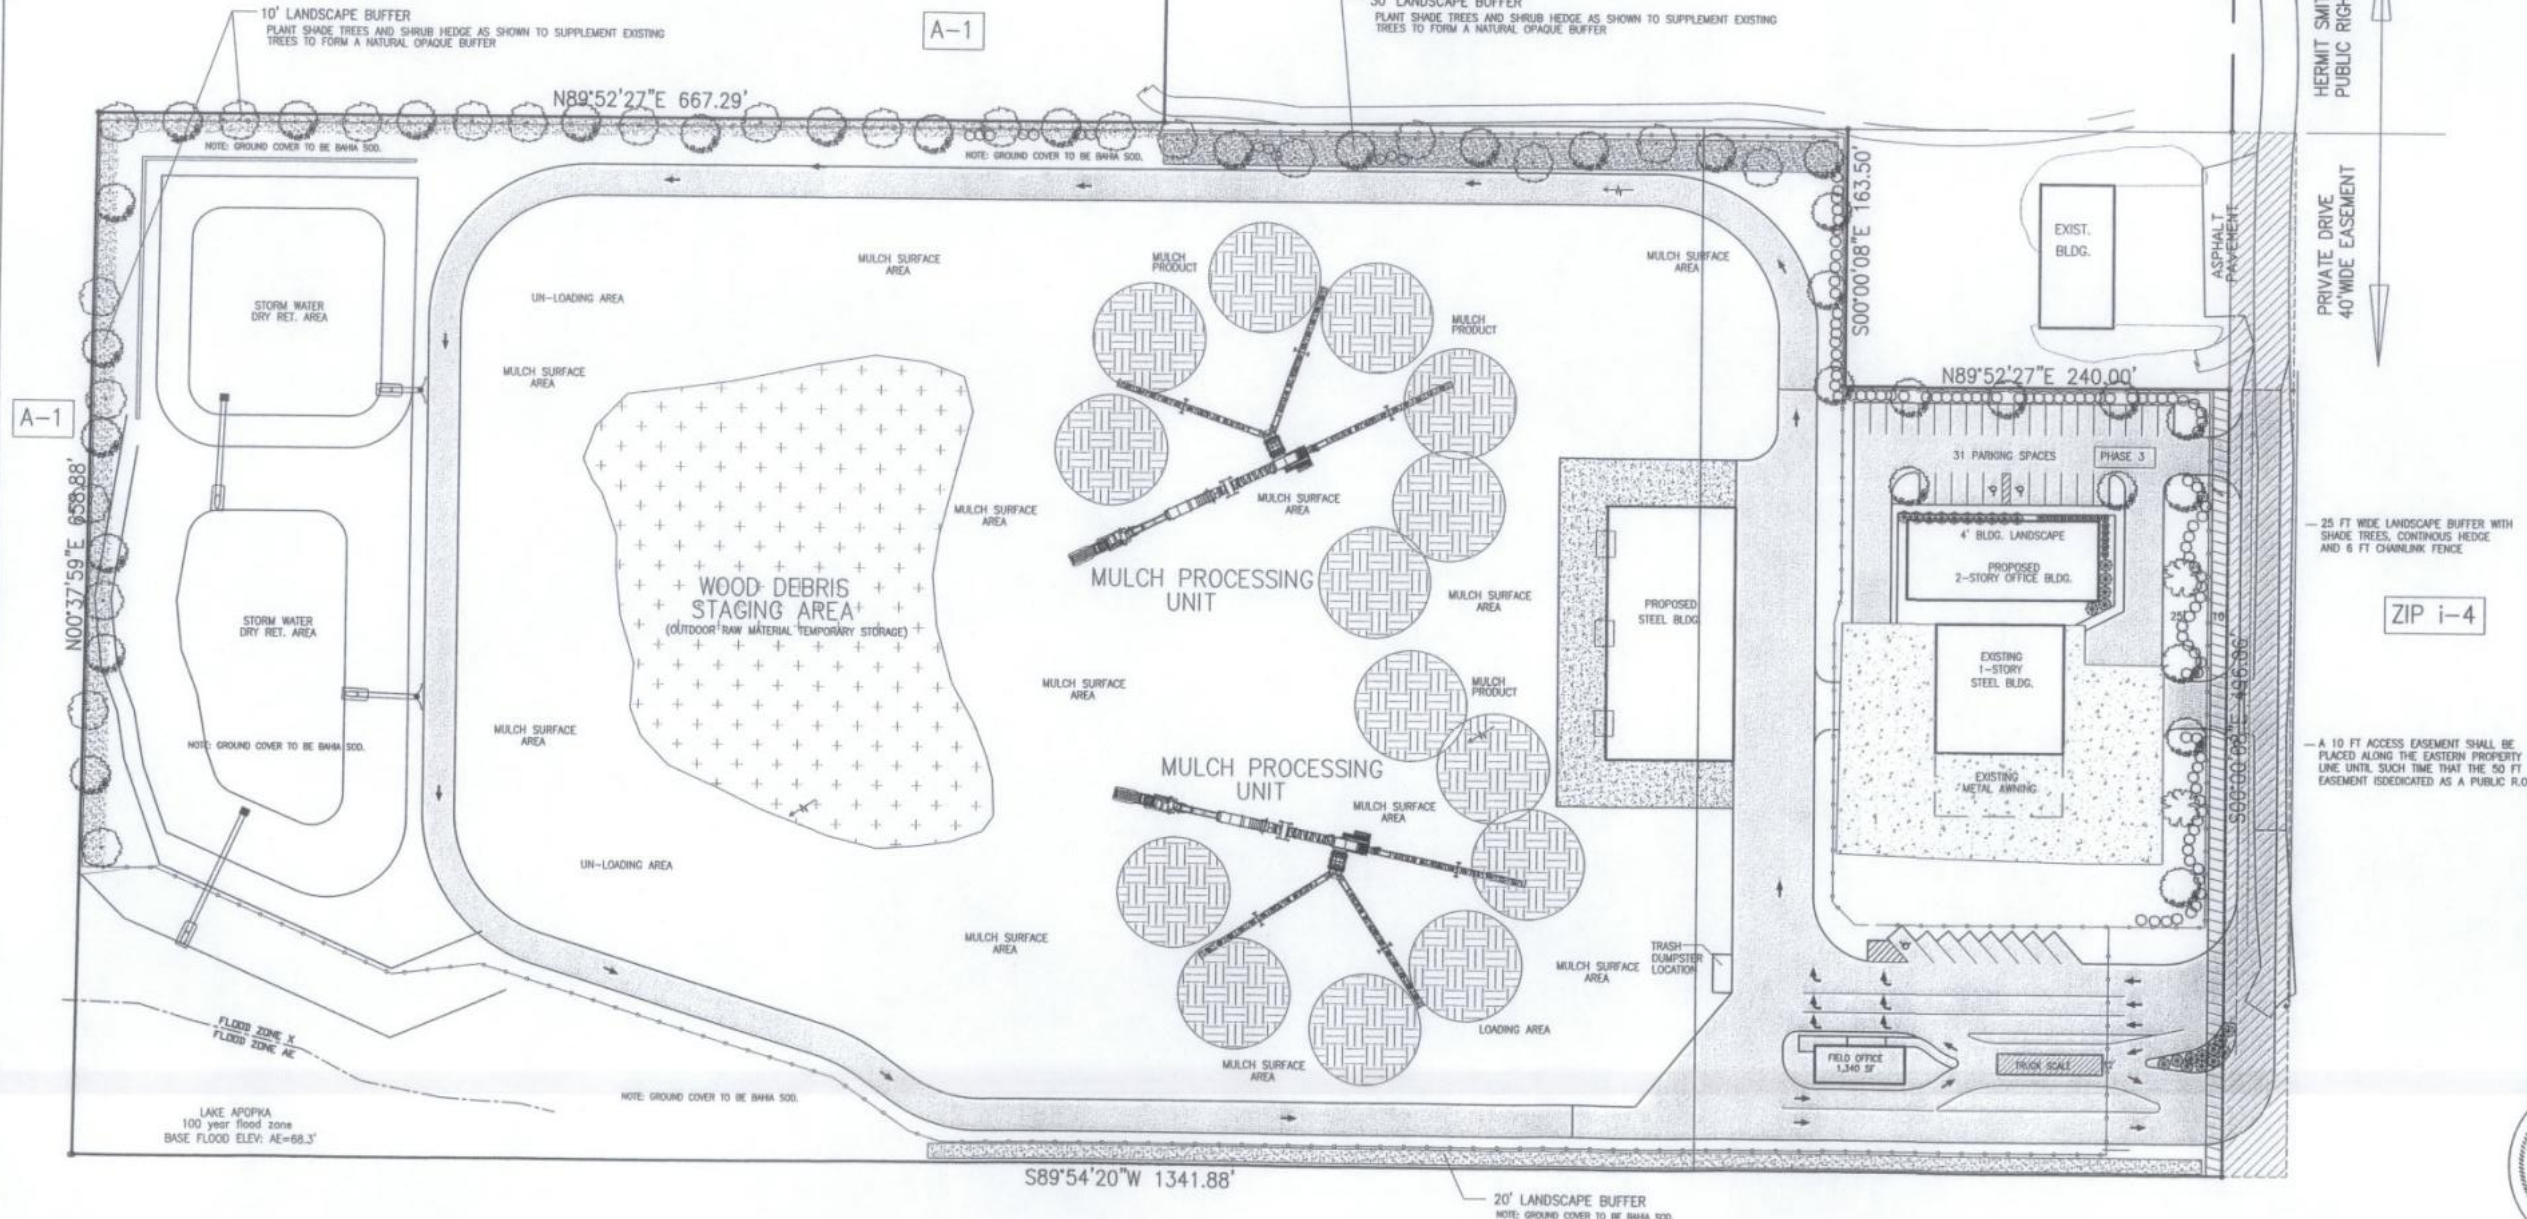 10' LANDSCAPE BUFFER
PLANT SHADE TREES AND SHRUB HEDGE AS SHOWN TO SUPPLEMENT EXISTING
TREES TO FORM A NATURAL OPAQUE BUFFER
A-1
LANDSCAPE BUFFER
PLANT SHADE TREES AND SHRUB HEDGE AS SHOWN TO SUPPLEMENT EXISTING
TREES TO FORM A NATURAL OPAQUE BUFFER
HERMIT SMIT
PUBLIC RIGH
N89°52'27"E 667.29'
NOTE: GROUND COVER TO BE BAHIA SOD.
NOTE: GROUND COVER TO BE BAHIA SOD.
S00°00'08"E 163.50'
EXIST.
BLDG.
ASPHALT
PAVEMENT
PRIVATE DRIVE
40' WIDE EASEMENT
MULCH SURFACE
AREA
MULCH
PRODUCT
MULCH SURFACE
AREA
UN-LOADING AREA
STORM WATER
DRY RET. AREA
MULCH
PRODUCT
MULCH SURFACE
AREA
N89°52'27"E 240.00'
A-1
31 PARKING SPACES
PHASE 3
N00°37'59"E 658.88'
MULCH SURFACE
AREA
MULCH SURFACE
AREA
4' BLDG. LANDSCAPE
PROPOSED
2-STORY OFFICE BLDG.
25 FT WIDE LANDSCAPE BUFFER WITH
SHADE TREES, CONTINOUS HEDGE
AND 6 FT CHAINLINK FENCE
WOOD DEBRIS
STAGING AREA
(OUTDOOR RAW MATERIAL TEMPORARY STORAGE)
MULCH PROCESSING
UNIT
MULCH SURFACE
AREA
PROPOSED
STEEL BLDG
25'
10'
ZIP i-4
STORM WATER
DRY RET. AREA
EXISTING
1-STORY
STEEL BLDG.
MULCH SURFACE
AREA
MULCH
PRODUCT
MULCH SURFACE
AREA
NOTE: GROUND COVER TO BE BAHIA SOD.
A 10 FT ACCESS EASEMENT SHALL BE
PLACED ALONG THE EASTERN PROPERTY
LINE UNTIL SUCH TIME THAT THE 50 FT
EASEMENT ISDEDICATED AS A PUBLIC R.O
MULCH PROCESSING
UNIT
MULCH SURFACE
AREA
EXISTING
METAL AWNING
UN-LOADING AREA
MULCH SURFACE
AREA
MULCH SURFACE
AREA
TRASH
DUMPSTER
LOCATION
LOADING AREA
FLOOD ZONE X
FLOOD ZONE AE
MULCH SURFACE
AREA
FIELD OFFICE
1,340 SF
TRUCK SCALE
NOTE: GROUND COVER TO BE BAHIA SOD.
LAKE APOPKA
100 year flood zone
BASE FLOOD ELEV: AE=68.3'
S89°54'20"W 1341.88'
20' LANDSCAPE BUFFER
NOTE: GROUND COVER TO BE BAHIA SOD.